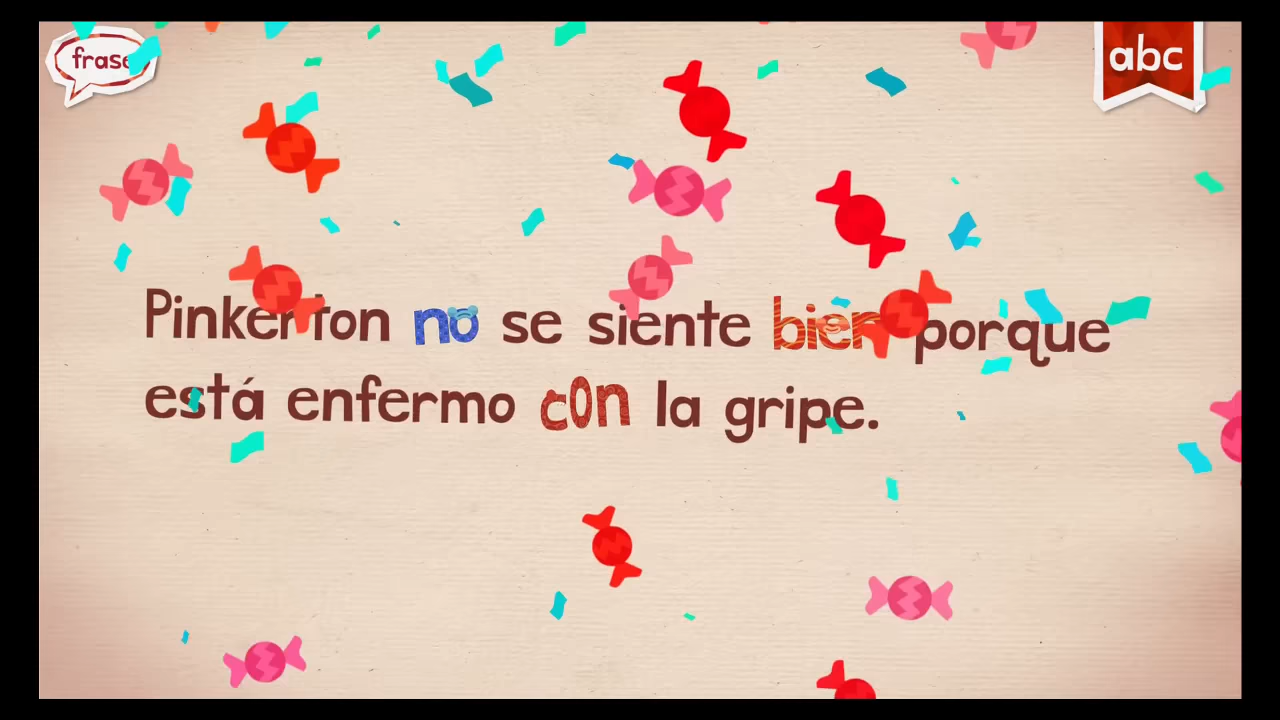 frase
abc
Pinkerton no se siente bien porque
está enfermo con la gripe.